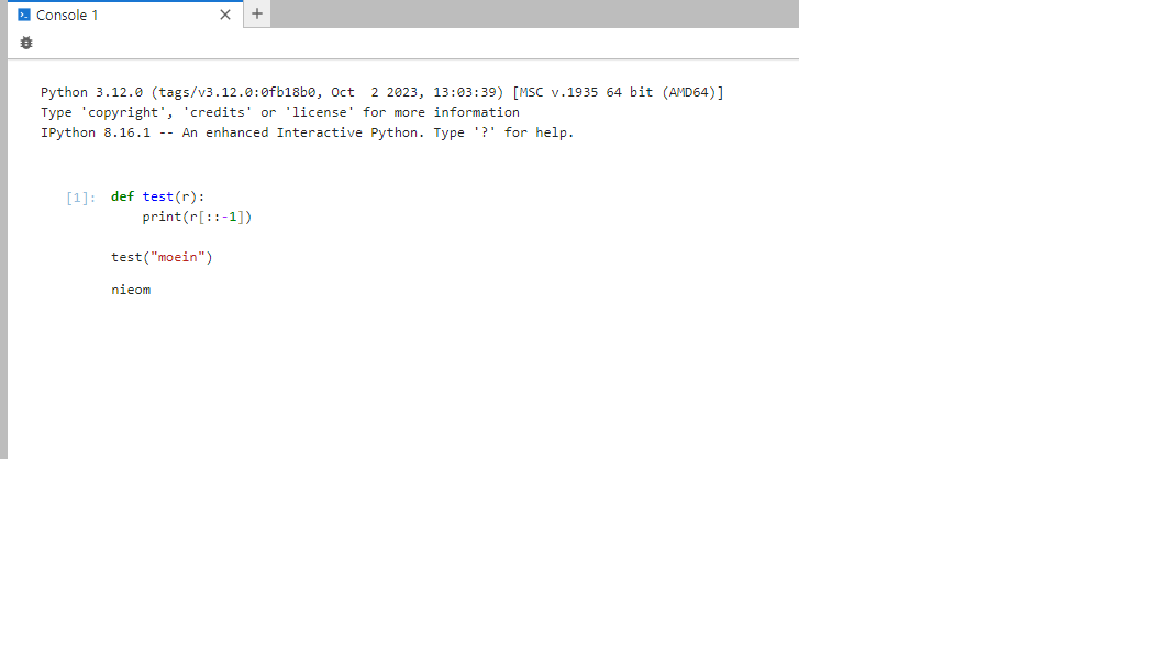 Console 1
Python 3.12.0 (tags/v3.12.0:0fb18b0, Oct  2 2023, 13:03:39) [MSC v.1935 64 bit (AMD64)]
Type 'copyright', 'credits' or 'license' for more information
IPython 8.16.1 -- An enhanced Interactive Python. Type '?' for help.
[1]: def test(r):
    print(r[::-1])
test("moein")
nieom